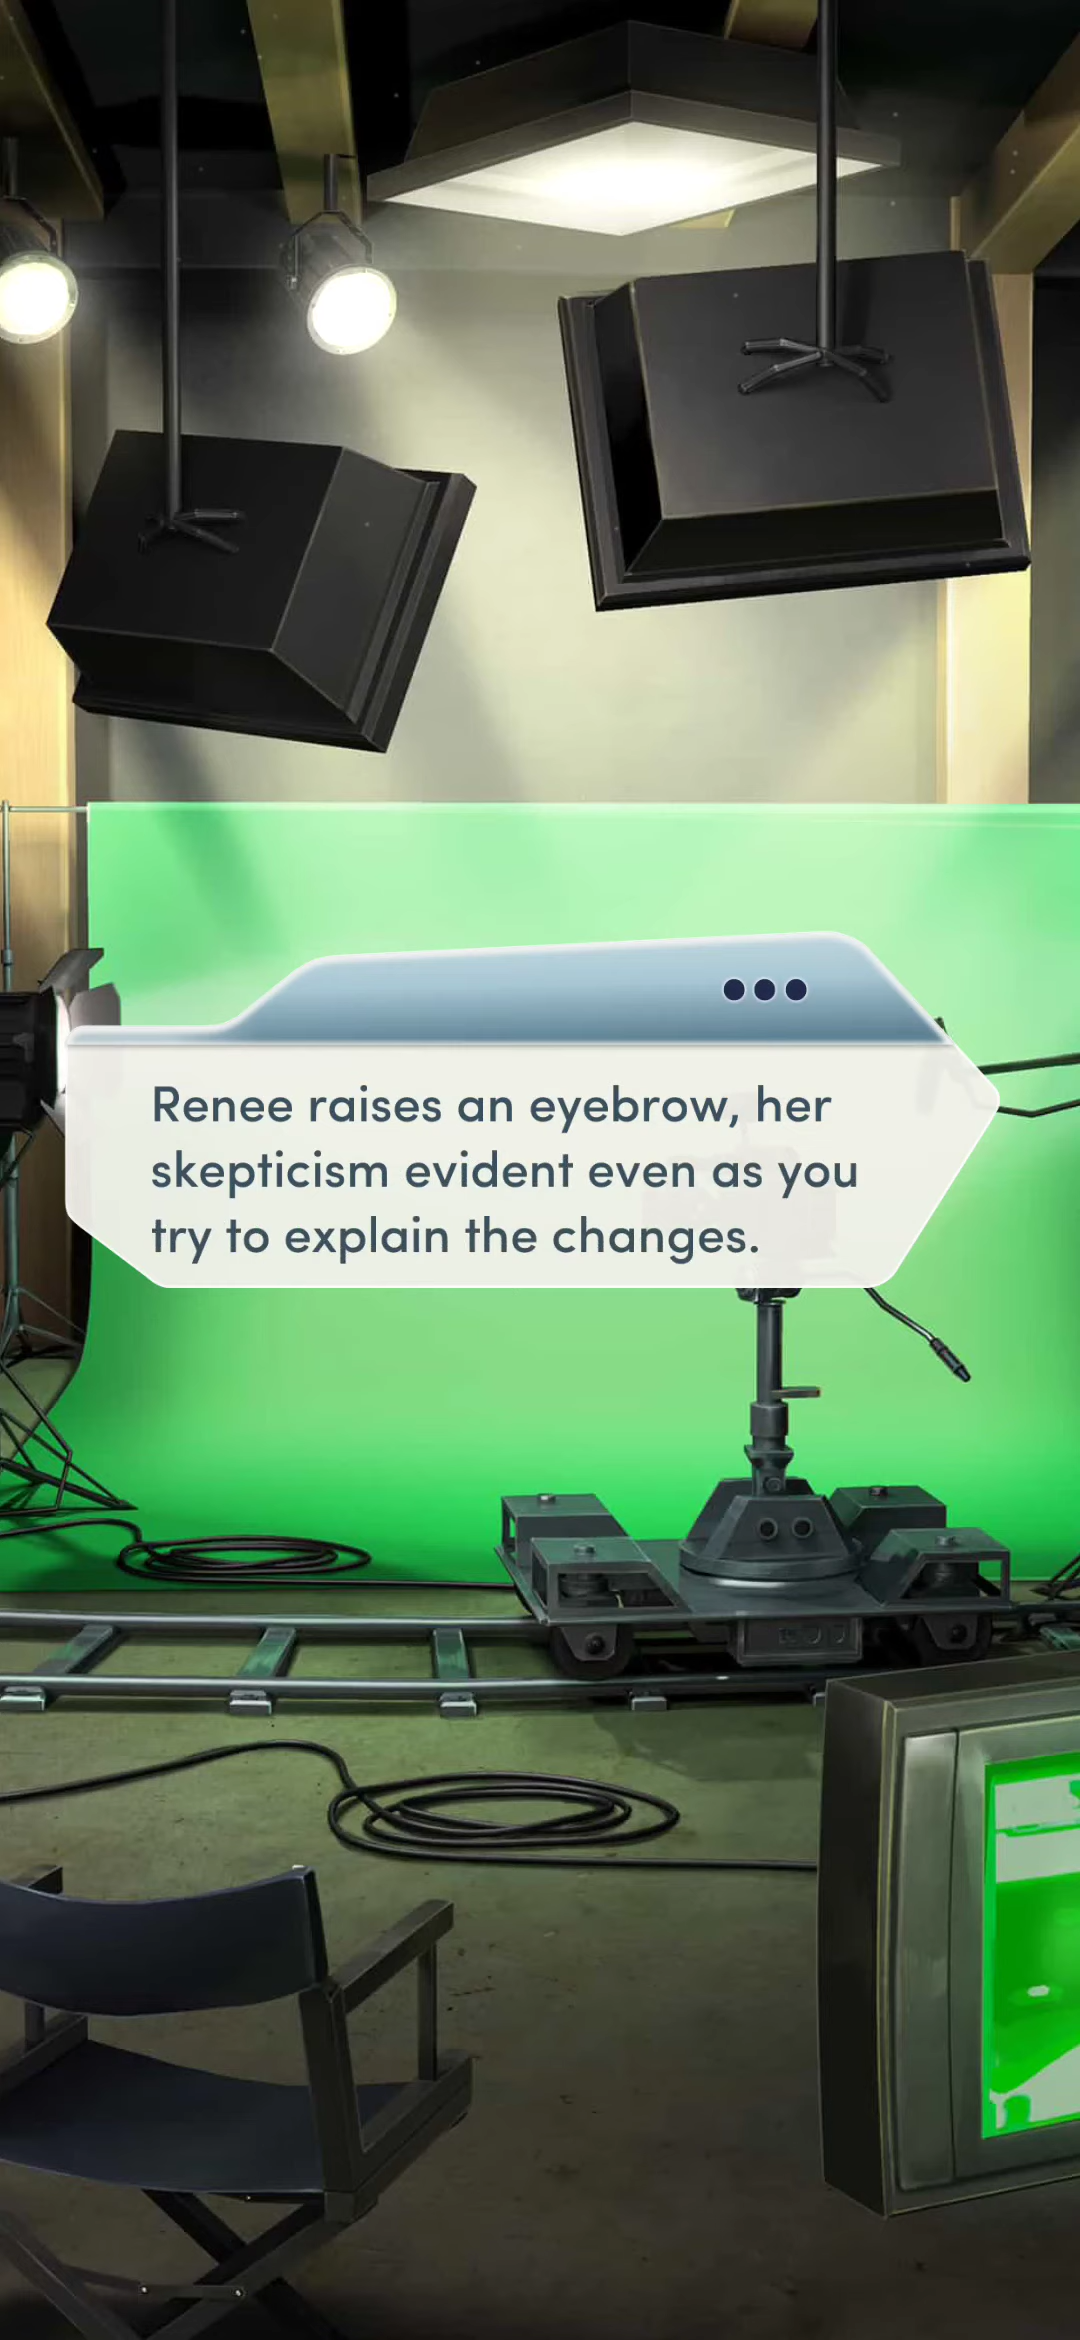 Renee raises an eyebrow, her
skepticism evident even as you
try to explain the changes.